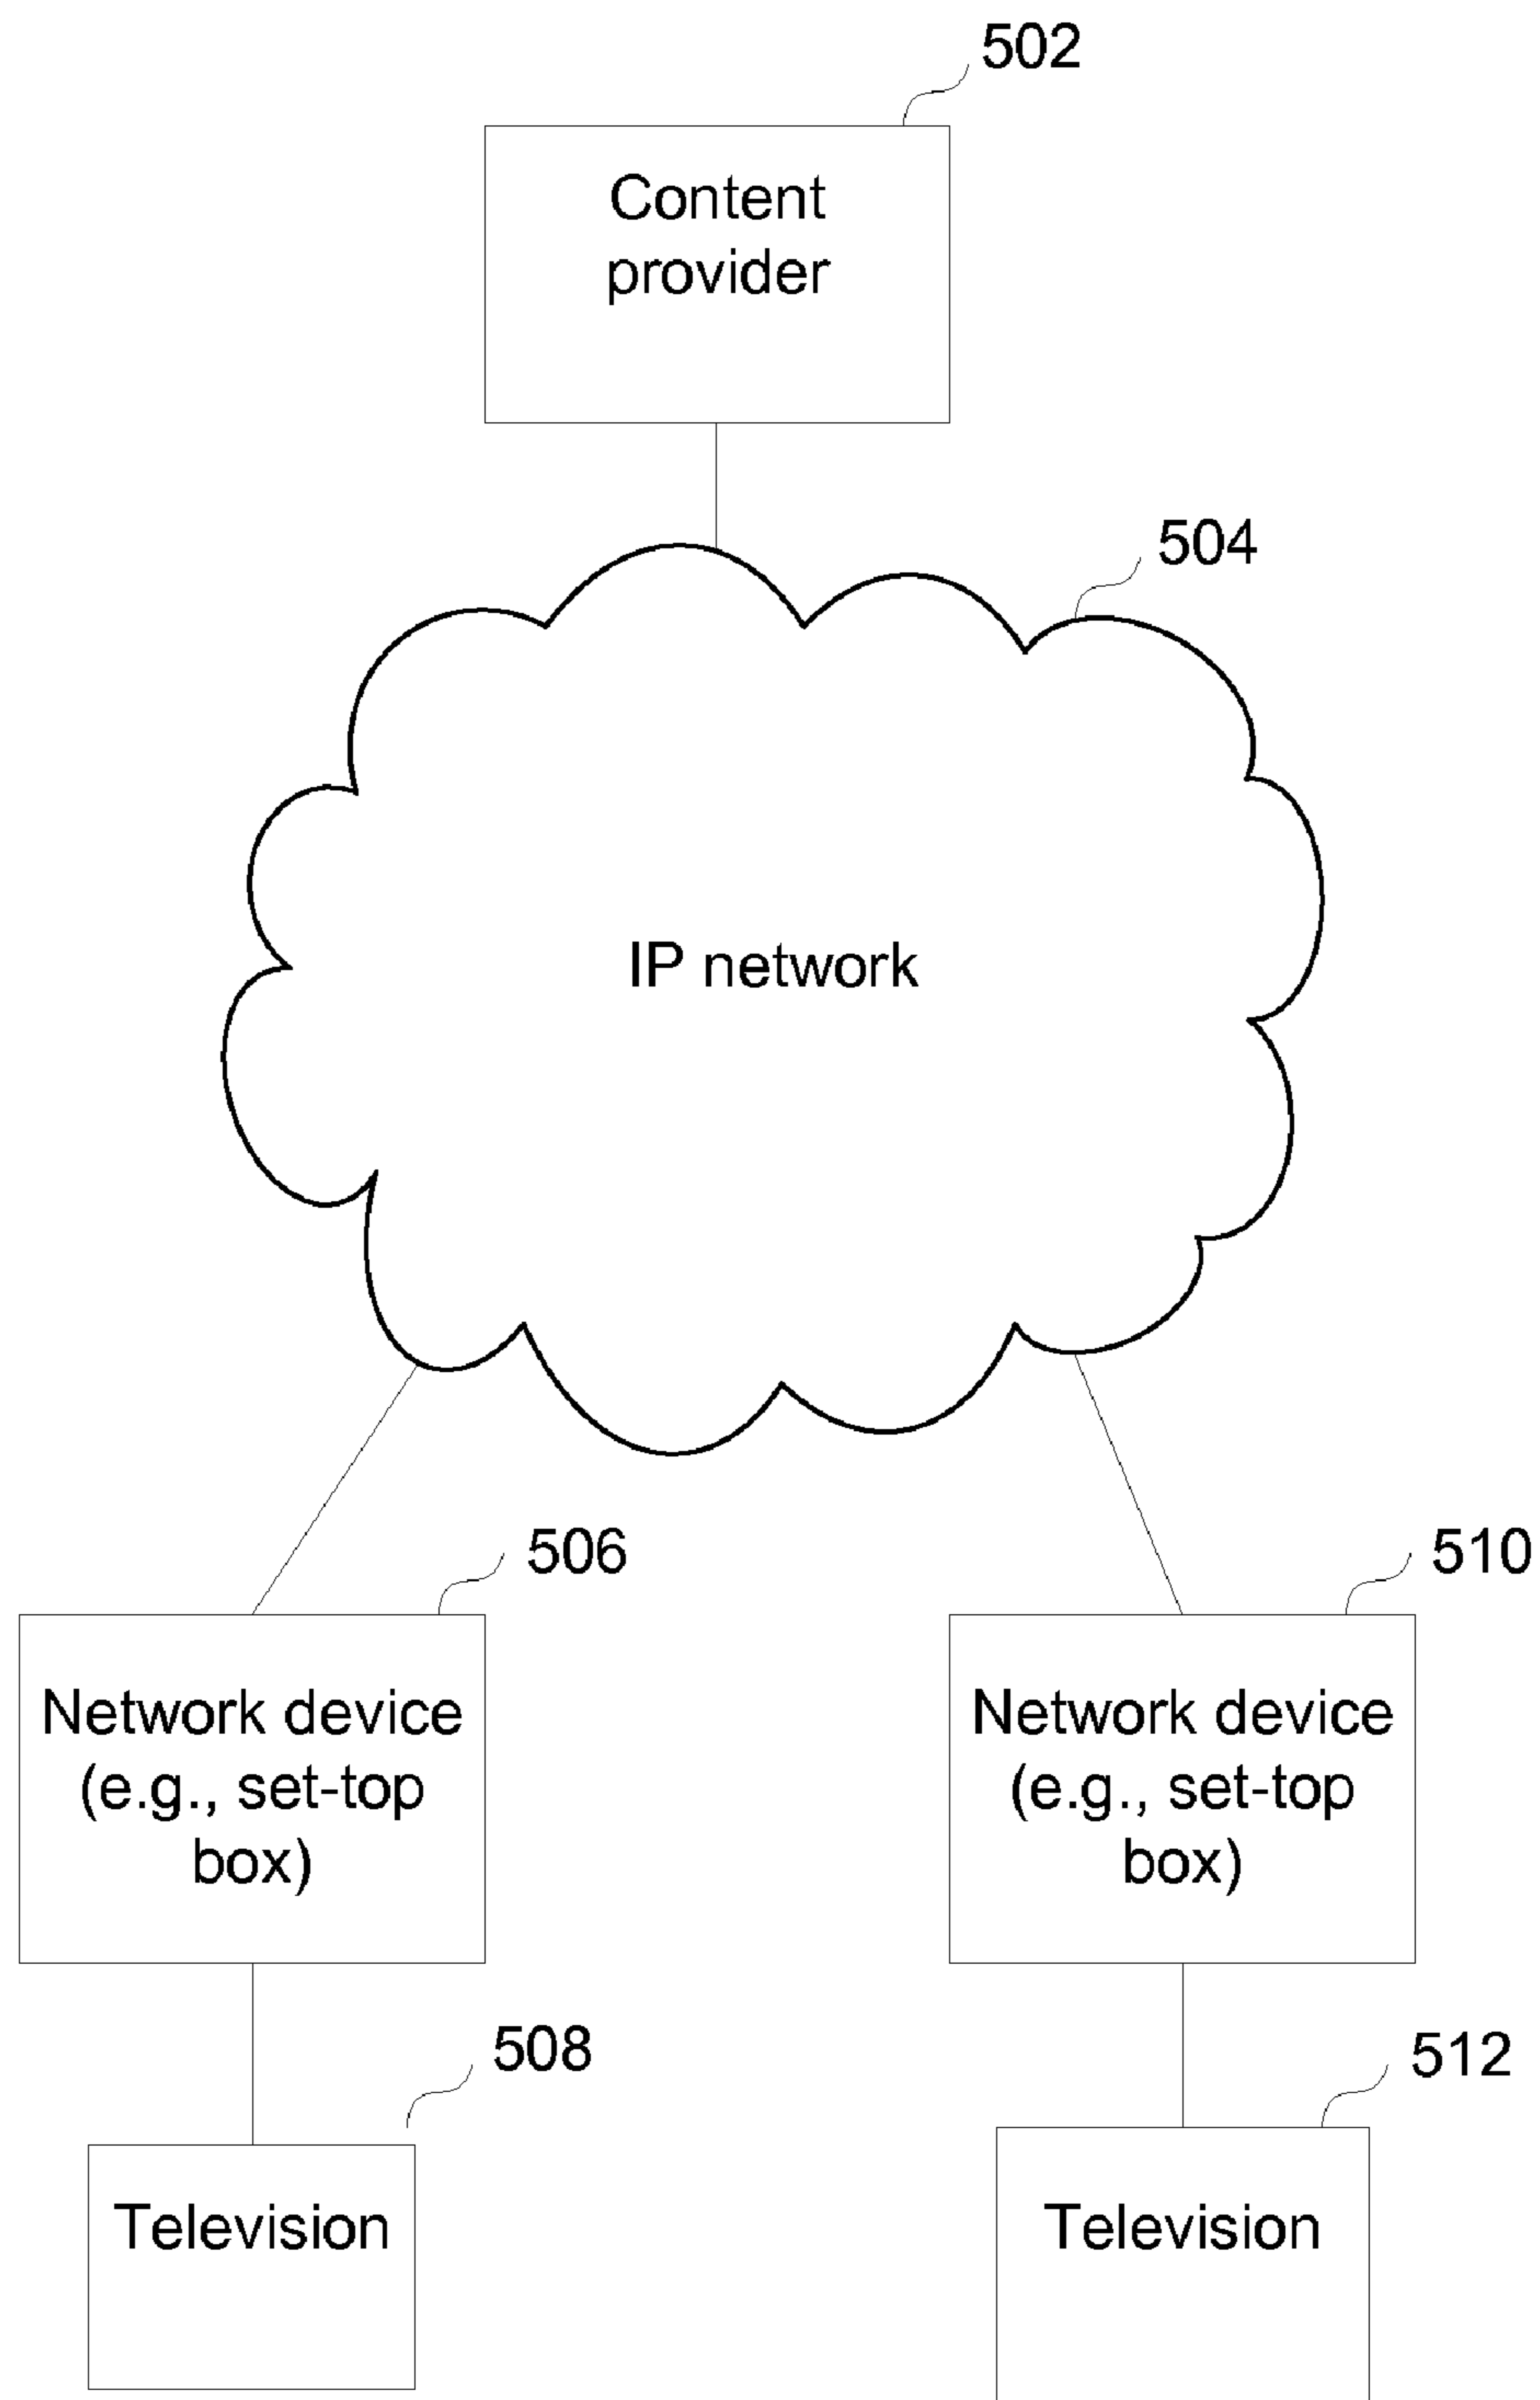 502
Content
provider
504
IP network
506
510
Network device
(e.g., set-top
box)
Network device
(e.g., set-top
box)
508
512
Television
Television